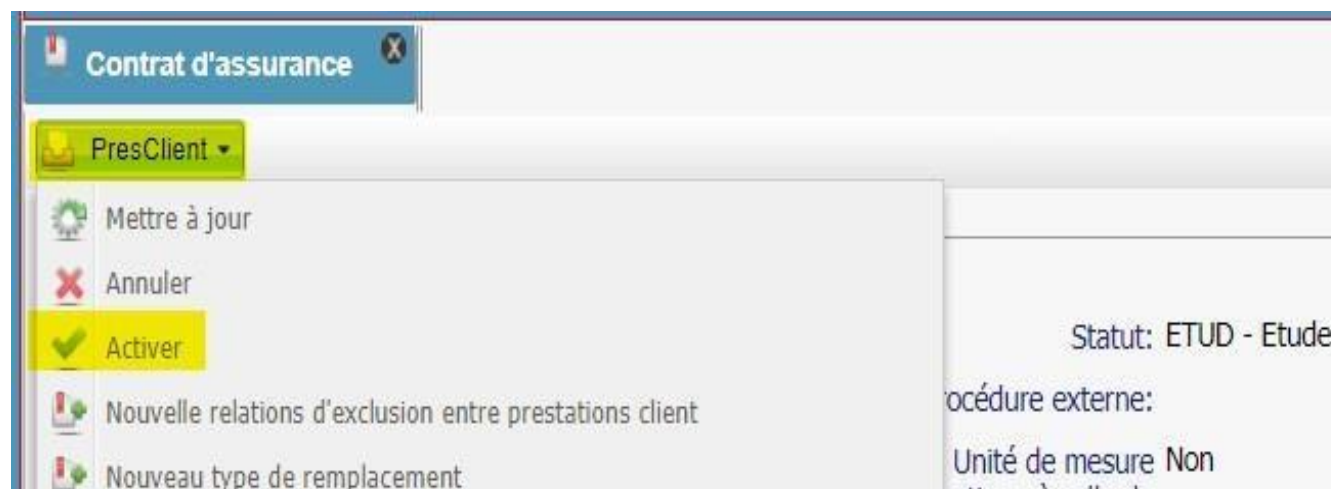 Contrat d'assurance
PresClient
Mettre à jour
Annuler
Activer
Statut: ETUD - Etude
Nouvelle relations d'exclusion entre prestations client
océdure externe:
Nouveau type de remplacement
Unité de mesure Non